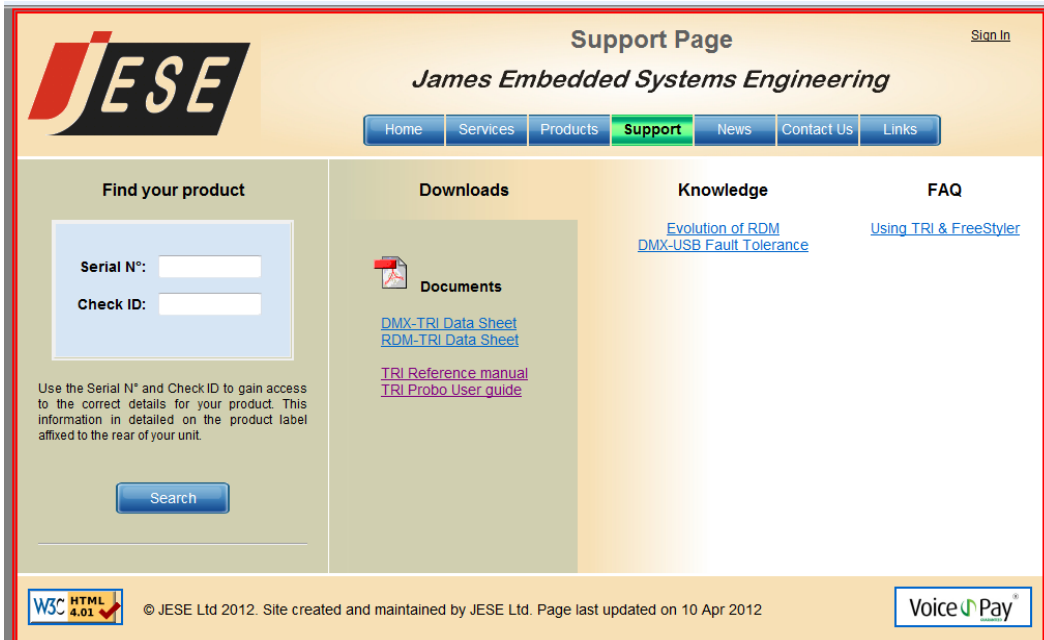 JESE
Support Page
Sign In
James Embedded Systems Engineering
Home Services Products Support News Contact Us Links
Find your product
Serial N°:
Check ID:
Use the Serial N° and Check ID to gain access
to the correct details for your product. This
information in detailed on the product label
affixed to the rear of your unit.
Search
Downloads
Documents
DMX-TRI Data Sheet
RDM-TRI Data Sheet
TRI Reference manual
TRI Probo User guide
Knowledge
Evolution of RDM
DMX-USB Fault Tolerance
FAQ
Using TRI & FreeStyler
W3C HTML 4.01
© JESE Ltd 2012. Site created and maintained by JESE Ltd. Page last updated on 10 Apr 2012
Voice Pay